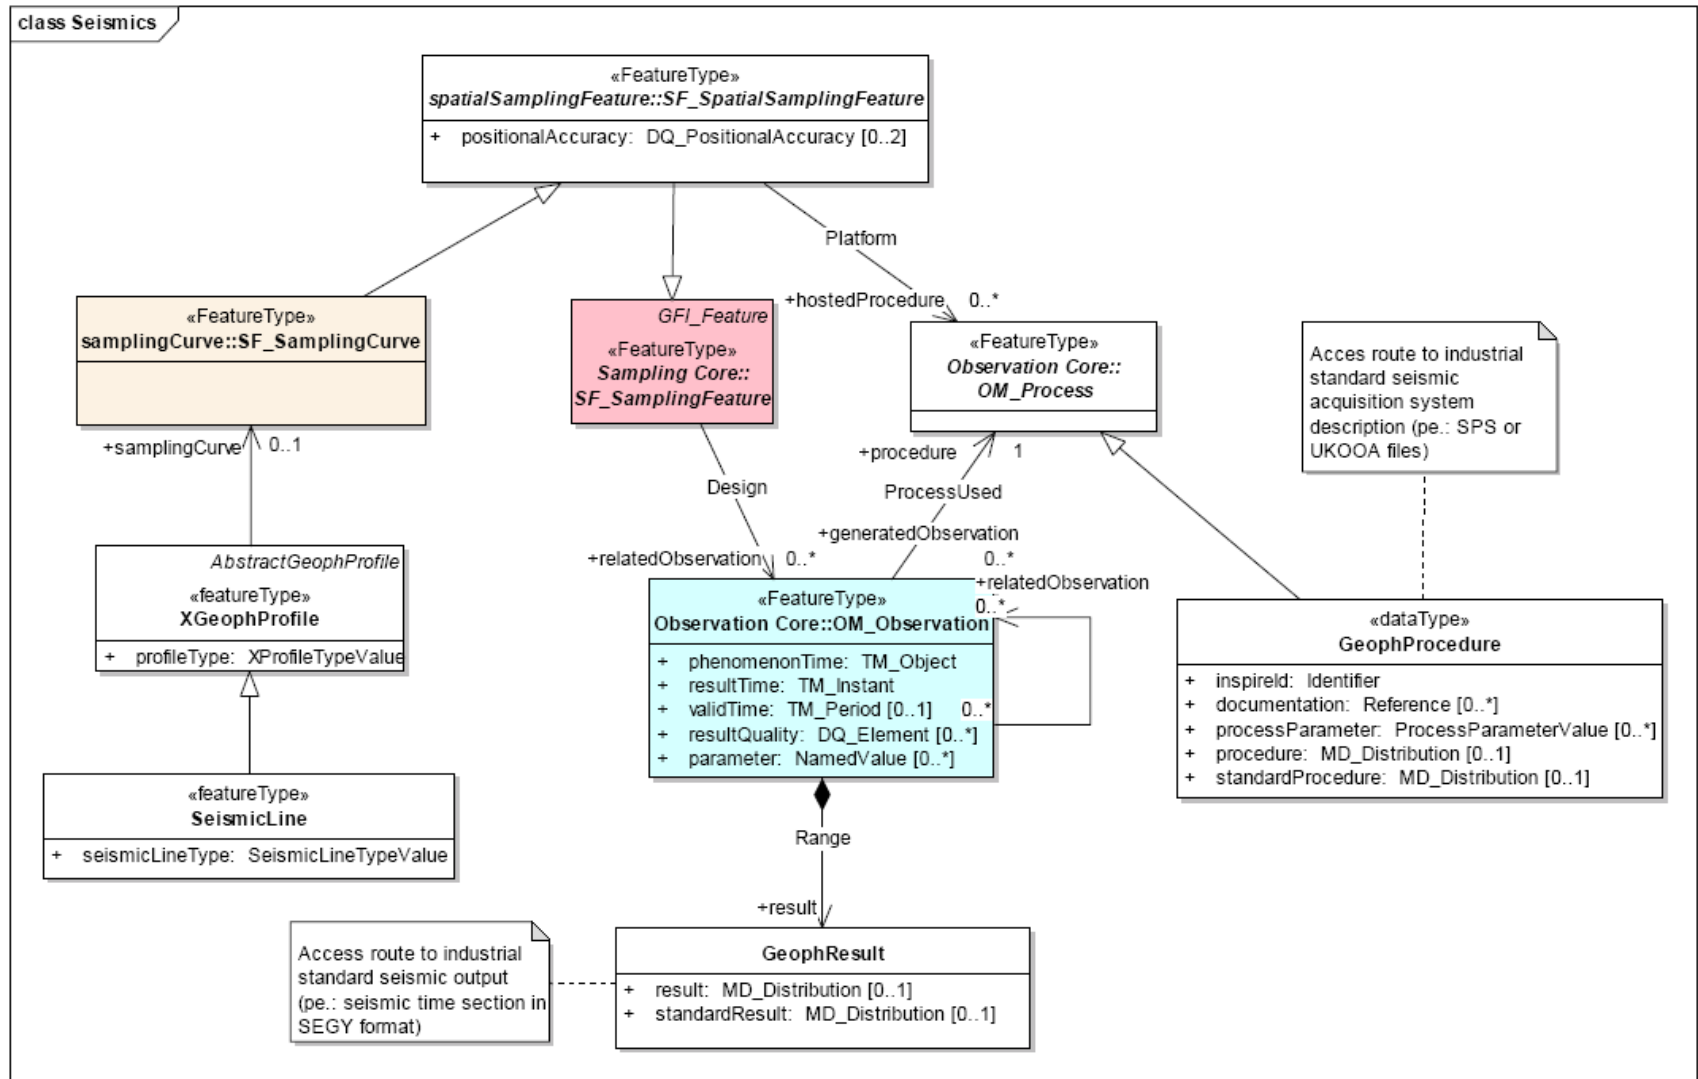 class Seismics
«FeatureType»
spatialSamplingFeature::SF_SpatialSamplingFeature
+ positionalAccuracy: DQ_PositionalAccuracy [0..2]
Platform
+hostedProcedure 0..*
«FeatureType»
samplingCurve::SF_SamplingCurve
+samplingCurve 0..1
GFI_Feature
«FeatureType»
Sampling Core::
SF_SamplingFeature
«FeatureType»
Observation Core::
OM_Process
Acces route to industrial
standard seismic
acquisition system
description (pe.: SPS or
UKOOA files)
+procedure 1
Design
ProcessUsed
+generatedObservation
0..*
+relatedObservation 0..*
+relatedObservation
0..*
AbstractGeophProfile
«featureType»
XGeophProfile
+ profileType: XProfileTypeValue
«FeatureType»
Observation Core::OM_Observation
+ phenomenonTime: TM_Object
+ resultTime: TM_Instant
+ validTime: TM_Period [0..1]
0..*
+ resultQuality: DQ_Element [0..*]
+ parameter: NamedValue [0..*]
«dataType»
GeophProcedure
+ inspireId: Identifier
+ documentation: Reference [0..*]
+ processParameter: ProcessParameterValue [0..*]
+ procedure: MD_Distribution [0..1]
+ standardProcedure: MD_Distribution [0..1]
«featureType»
SeismicLine
+ seismicLineType: SeismicLineTypeValue
Range
+result
Access route to industrial
standard seismic output
(pe.: seismic time section in
SEGY format)
GeophResult
+ result: MD_Distribution [0..1]
+ standardResult: MD_Distribution [0..1]